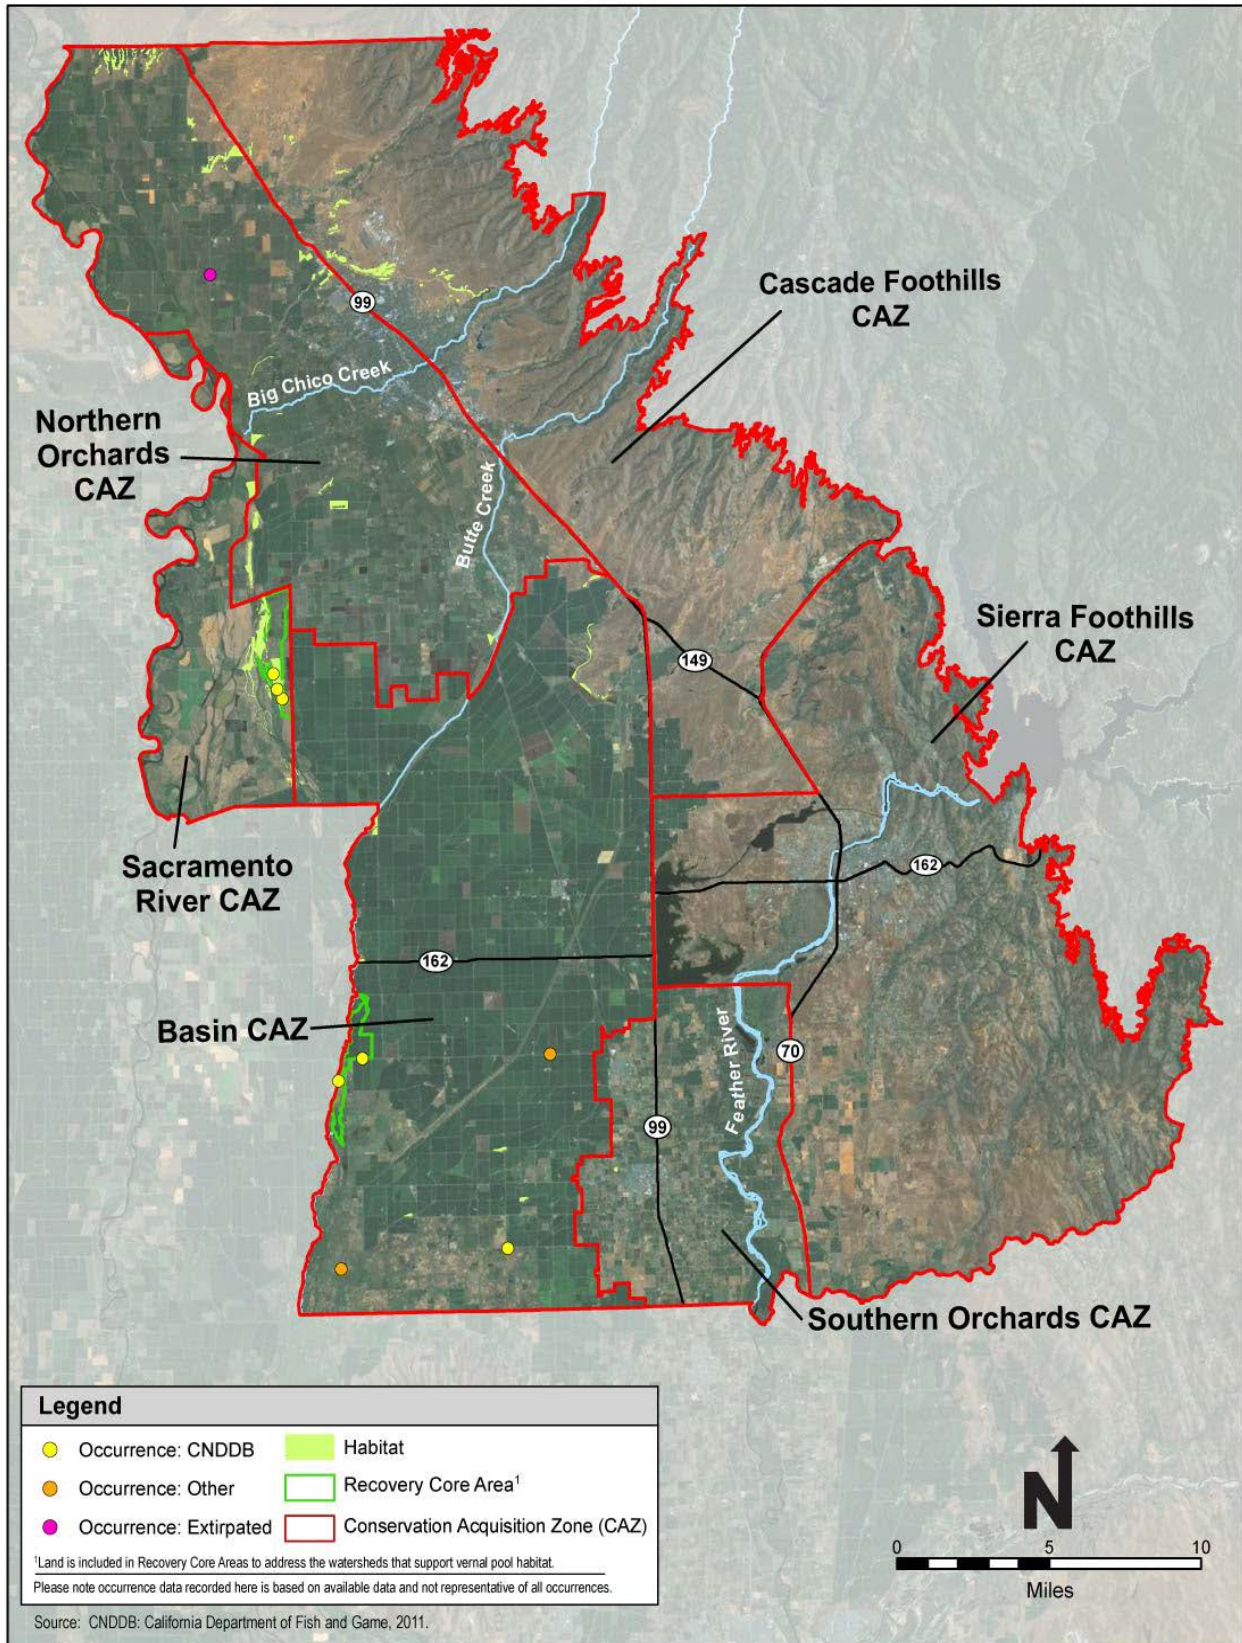 Cascade Foothills
CAZ
99
Big Chico Creek
Northern
Orchards
CAZ
Butte Creek
Sierra Foothills
CAZ
149
Sacramento
River CAZ
162
162
Basin CAZ
Feather River
70
99
Southern Orchards CAZ
Legend
Occurrence: CNDDB
Habitat
Occurrence: Other
Recovery Core Area¹
Occurrence: Extirpated
Conservation Acquisition Zone (CAZ)
¹Land is included in Recovery Core Areas to address the watersheds that support vernal pool habitat.
Please note occurrence data recorded here is based on available data and not representative of all occurrences.
Source: CNDDB: California Department of Fish and Game, 2011.
N
0 5 10
Miles